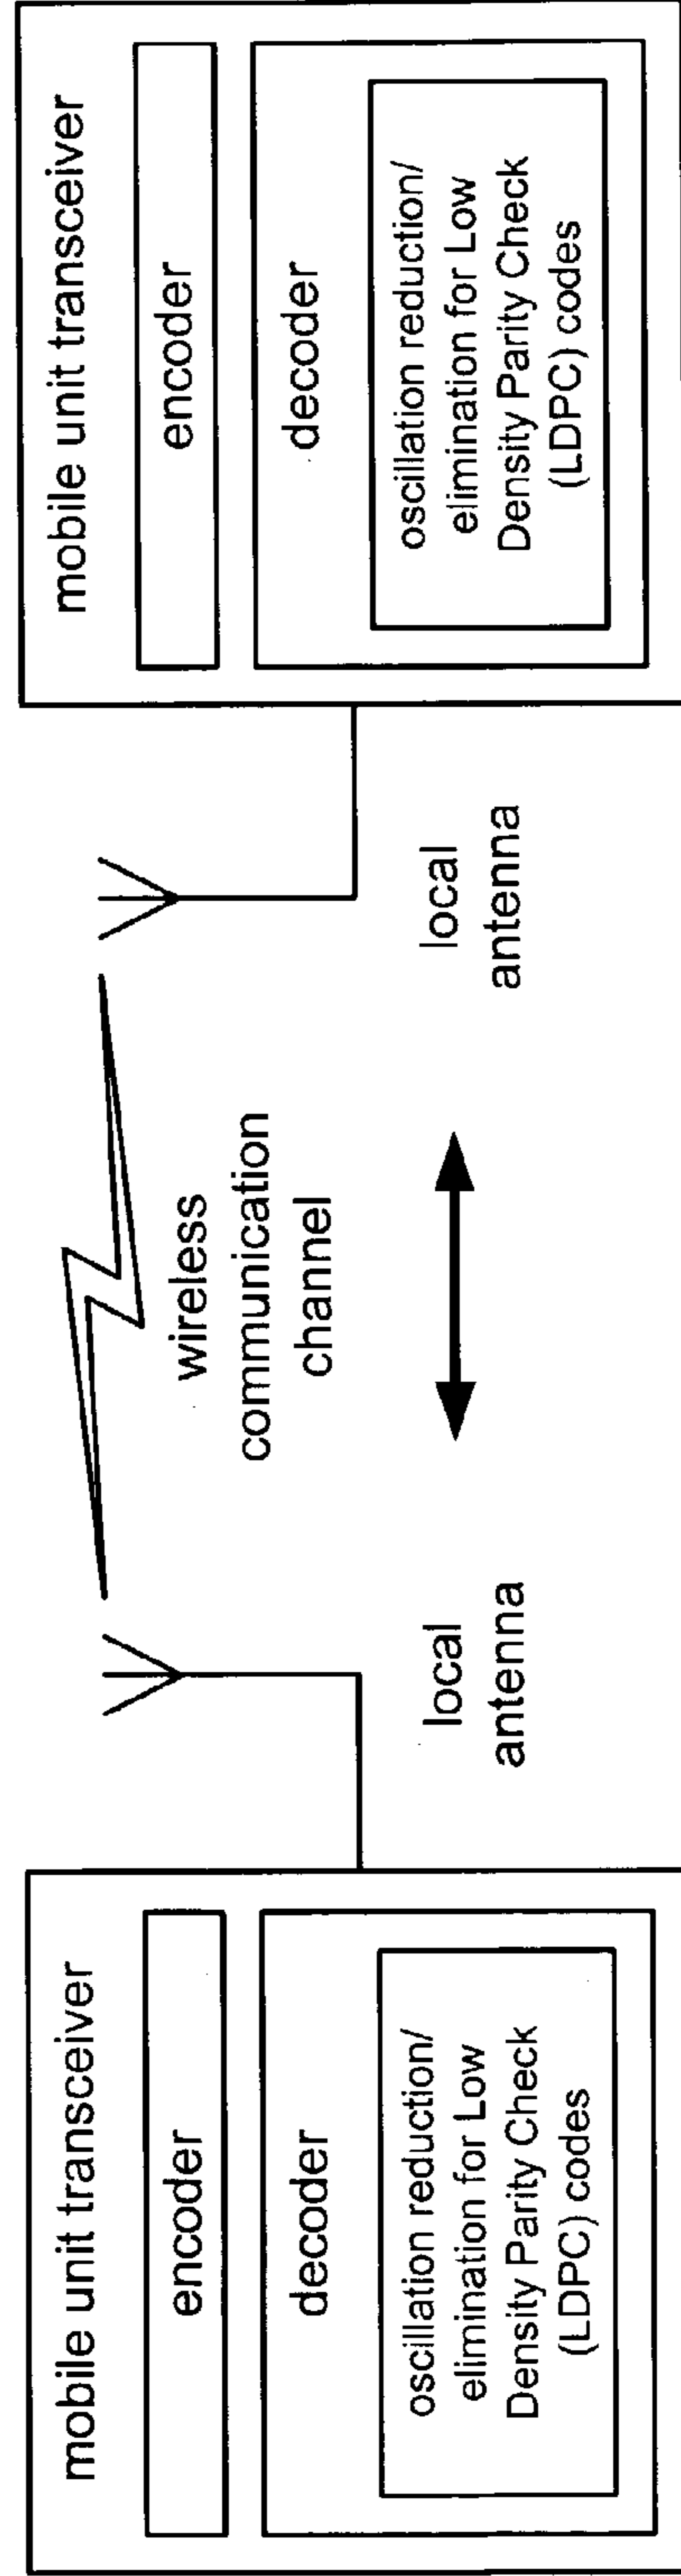 mobile unit transceiver
encoder
decoder
oscillation reduction/
elimination for Low
Density Parity Check
(LDPC) codes
local
antenna
wireless
communication
channel
local
antenna
mobile unit transceiver
encoder
decoder
oscillation reduction/
elimination for Low
Density Parity Check
(LDPC) codes